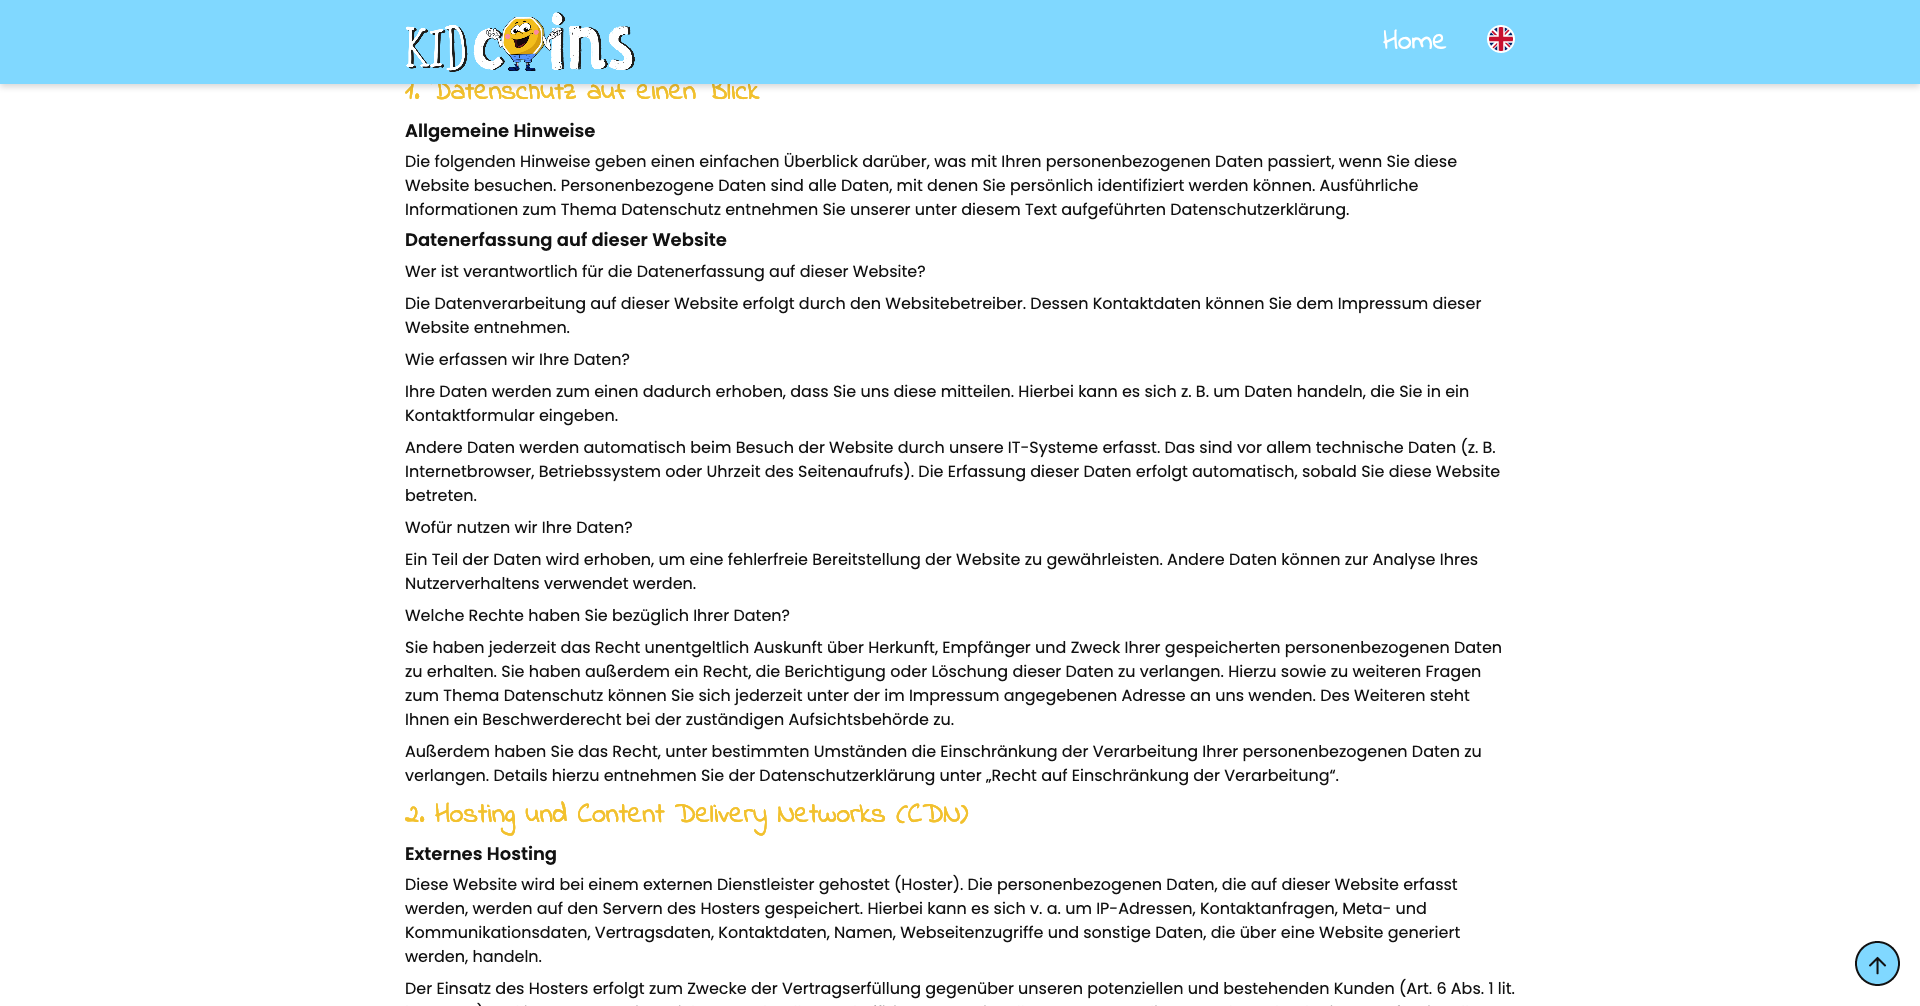 KIDcoins
Home
1. Datenschutz auf einen Blick
Allgemeine Hinweise
Die folgenden Hinweise geben einen einfachen Überblick darüber, was mit Ihren personenbezogenen Daten passiert, wenn Sie diese
Website besuchen. Personenbezogene Daten sind alle Daten, mit denen Sie persönlich identifiziert werden können. Ausführliche
Informationen zum Thema Datenschutz entnehmen Sie unserer unter diesem Text aufgeführten Datenschutzerklärung.
Datenerfassung auf dieser Website
Wer ist verantwortlich für die Datenerfassung auf dieser Website?
Die Datenverarbeitung auf dieser Website erfolgt durch den Websitebetreiber. Dessen Kontaktdaten können Sie dem Impressum dieser
Website entnehmen.
Wie erfassen wir Ihre Daten?
Ihre Daten werden zum einen dadurch erhoben, dass Sie uns diese mitteilen. Hierbei kann es sich z. B. um Daten handeln, die Sie in ein
Kontaktformular eingeben.
Andere Daten werden automatisch beim Besuch der Website durch unsere IT-Systeme erfasst. Das sind vor allem technische Daten (z. B.
Internetbrowser, Betriebssystem oder Uhrzeit des Seitenaufrufs). Die Erfassung dieser Daten erfolgt automatisch, sobald Sie diese Website
betreten.
Wofür nutzen wir Ihre Daten?
Ein Teil der Daten wird erhoben, um eine fehlerfreie Bereitstellung der Website zu gewährleisten. Andere Daten können zur Analyse Ihres
Nutzerverhaltens verwendet werden.
Welche Rechte haben Sie bezüglich Ihrer Daten?
Sie haben jederzeit das Recht unentgeltlich Auskunft über Herkunft, Empfänger und Zweck Ihrer gespeicherten personenbezogenen Daten
zu erhalten. Sie haben außerdem ein Recht, die Berichtigung oder Löschung dieser Daten zu verlangen. Hierzu sowie zu weiteren Fragen
zum Thema Datenschutz können Sie sich jederzeit unter der im Impressum angegebenen Adresse an uns wenden. Des Weiteren steht
Ihnen ein Beschwerderecht bei der zuständigen Aufsichtsbehörde zu.
Außerdem haben Sie das Recht, unter bestimmten Umständen die Einschränkung der Verarbeitung Ihrer personenbezogenen Daten zu
verlangen. Details hierzu entnehmen Sie der Datenschutzerklärung unter „Recht auf Einschränkung der Verarbeitung“.
2. Hosting und Content Delivery Networks (CDN)
Externes Hosting
Diese Website wird bei einem externen Dienstleister gehostet (Hoster). Die personenbezogenen Daten, die auf dieser Website erfasst
werden, werden auf den Servern des Hosters gespeichert. Hierbei kann es sich v. a. um IP-Adressen, Kontaktanfragen, Meta- und
Kommunikationsdaten, Vertragsdaten, Kontaktdaten, Namen, Webseitenzugriffe und sonstige Daten, die über eine Website generiert
werden, handeln.
Der Einsatz des Hosters erfolgt zum Zwecke der Vertragserfüllung gegenüber unseren potenziellen und bestehenden Kunden (Art. 6 Abs. 1 lit.